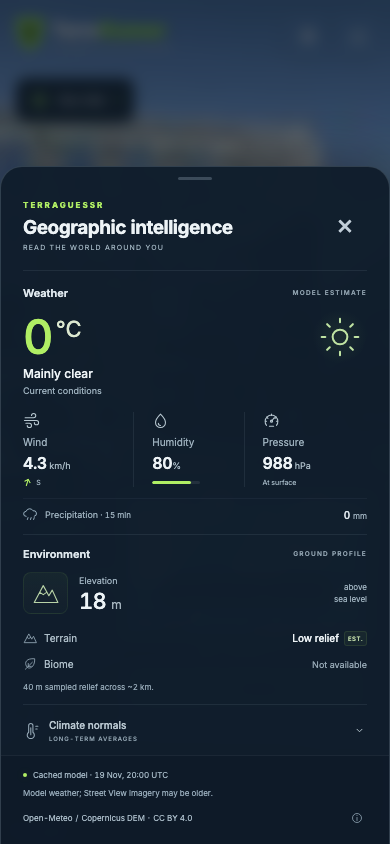 TERRAGUESSR
Geographic intelligence
READ THE WORLD AROUND YOU
Weather MODEL ESTIMATE
0 °C
Mainly clear
Current conditions
Wind Humidity Pressure
4.3 km/h 80% 988 hPa
S At surface
Precipitation · 15 min 0 mm
Environment GROUND PROFILE
Elevation
18 m
above
sea level
Terrain Low relief EST.
Biome Not available
40 m sampled relief across ~2 km.
Climate normals
LONG-TERM AVERAGES
Cached model · 19 Nov, 20:00 UTC
Model weather; Street View imagery may be older.
Open-Meteo / Copernicus DEM · CC BY 4.0